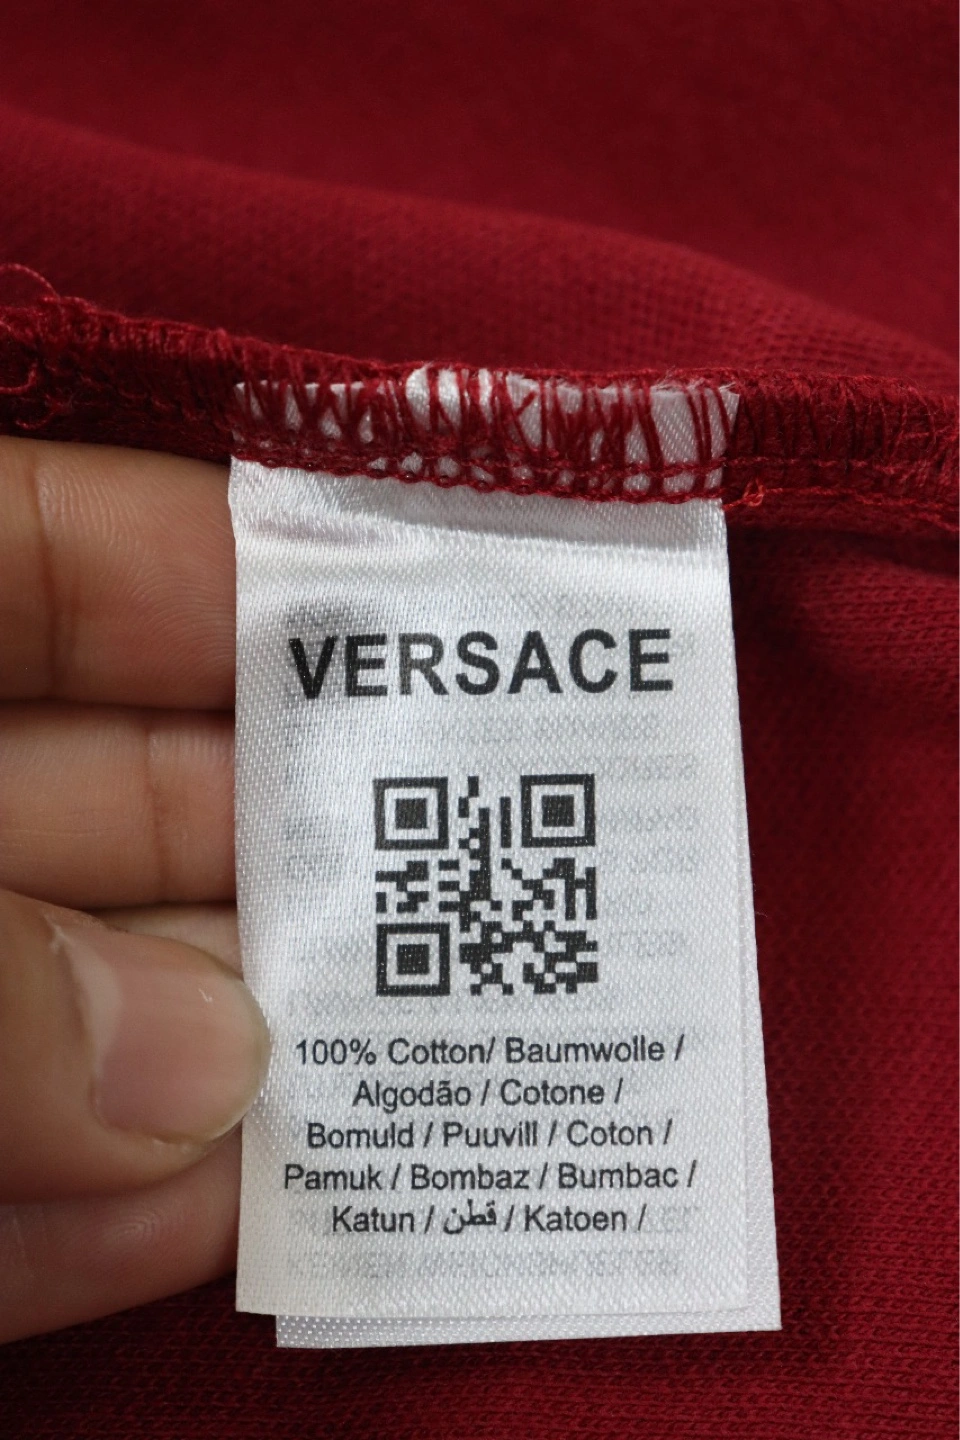 VERSACE
100% Cotton/ Baumwolle /
Algodão / Cotone /
Bomuld / Puuvill / Coton /
Pamuk / Bombaz / Bumbac /
Katun / قطن / Katoen /